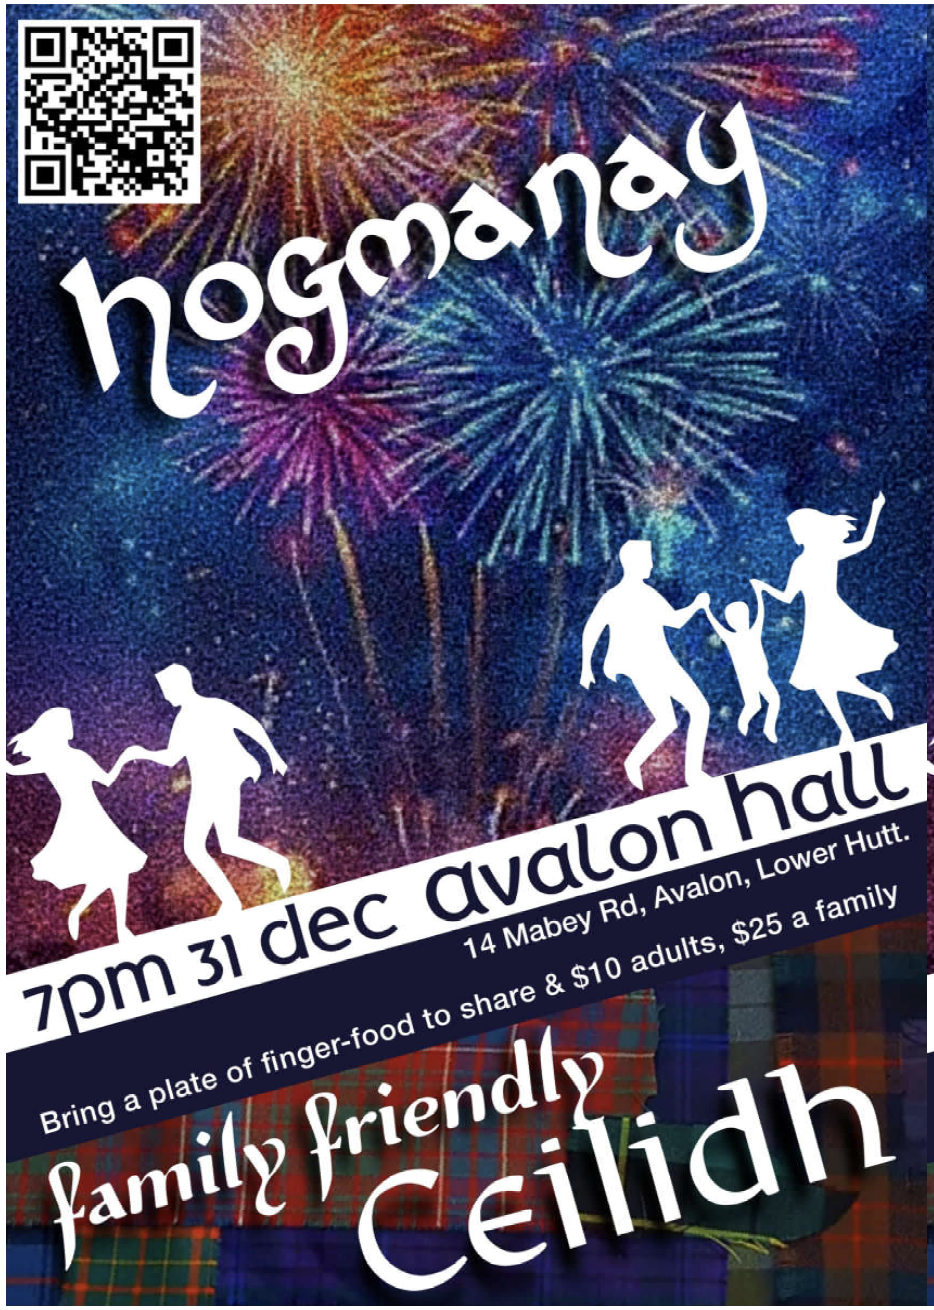 hogmanay
7pm 31 dec avalon hall
14 Mabey Rd, Avalon, Lower Hutt.
Bring a plate of finger-food to share & $10 adults, $25 a family
family friendly
Ceilidh